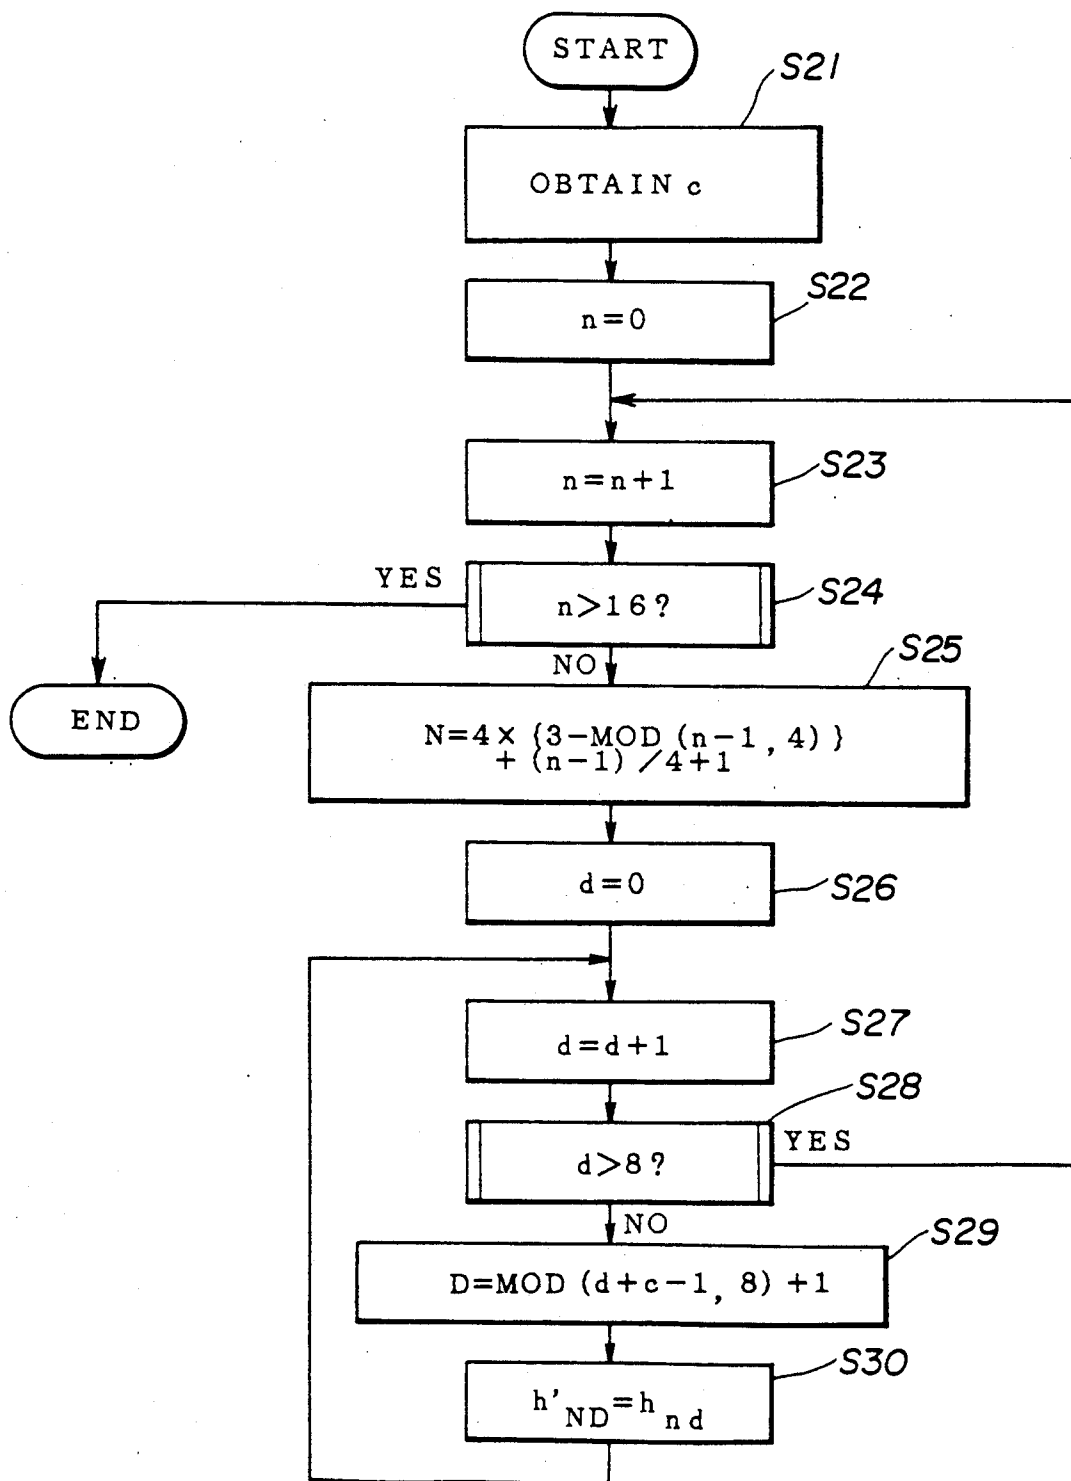 START
S21
OBTAIN c
S22
n=0
S23
n=n+1
YES
S24
n>16?
NO
S25
END
N=4×{3-MOD(n-1,4)}
+(n-1)/4+1
d=0
S26
S27
d=d+1
S28
d>8?
YES
NO
S29
D=MOD(d+c-1,8)+1
S30
h'ND=hnd